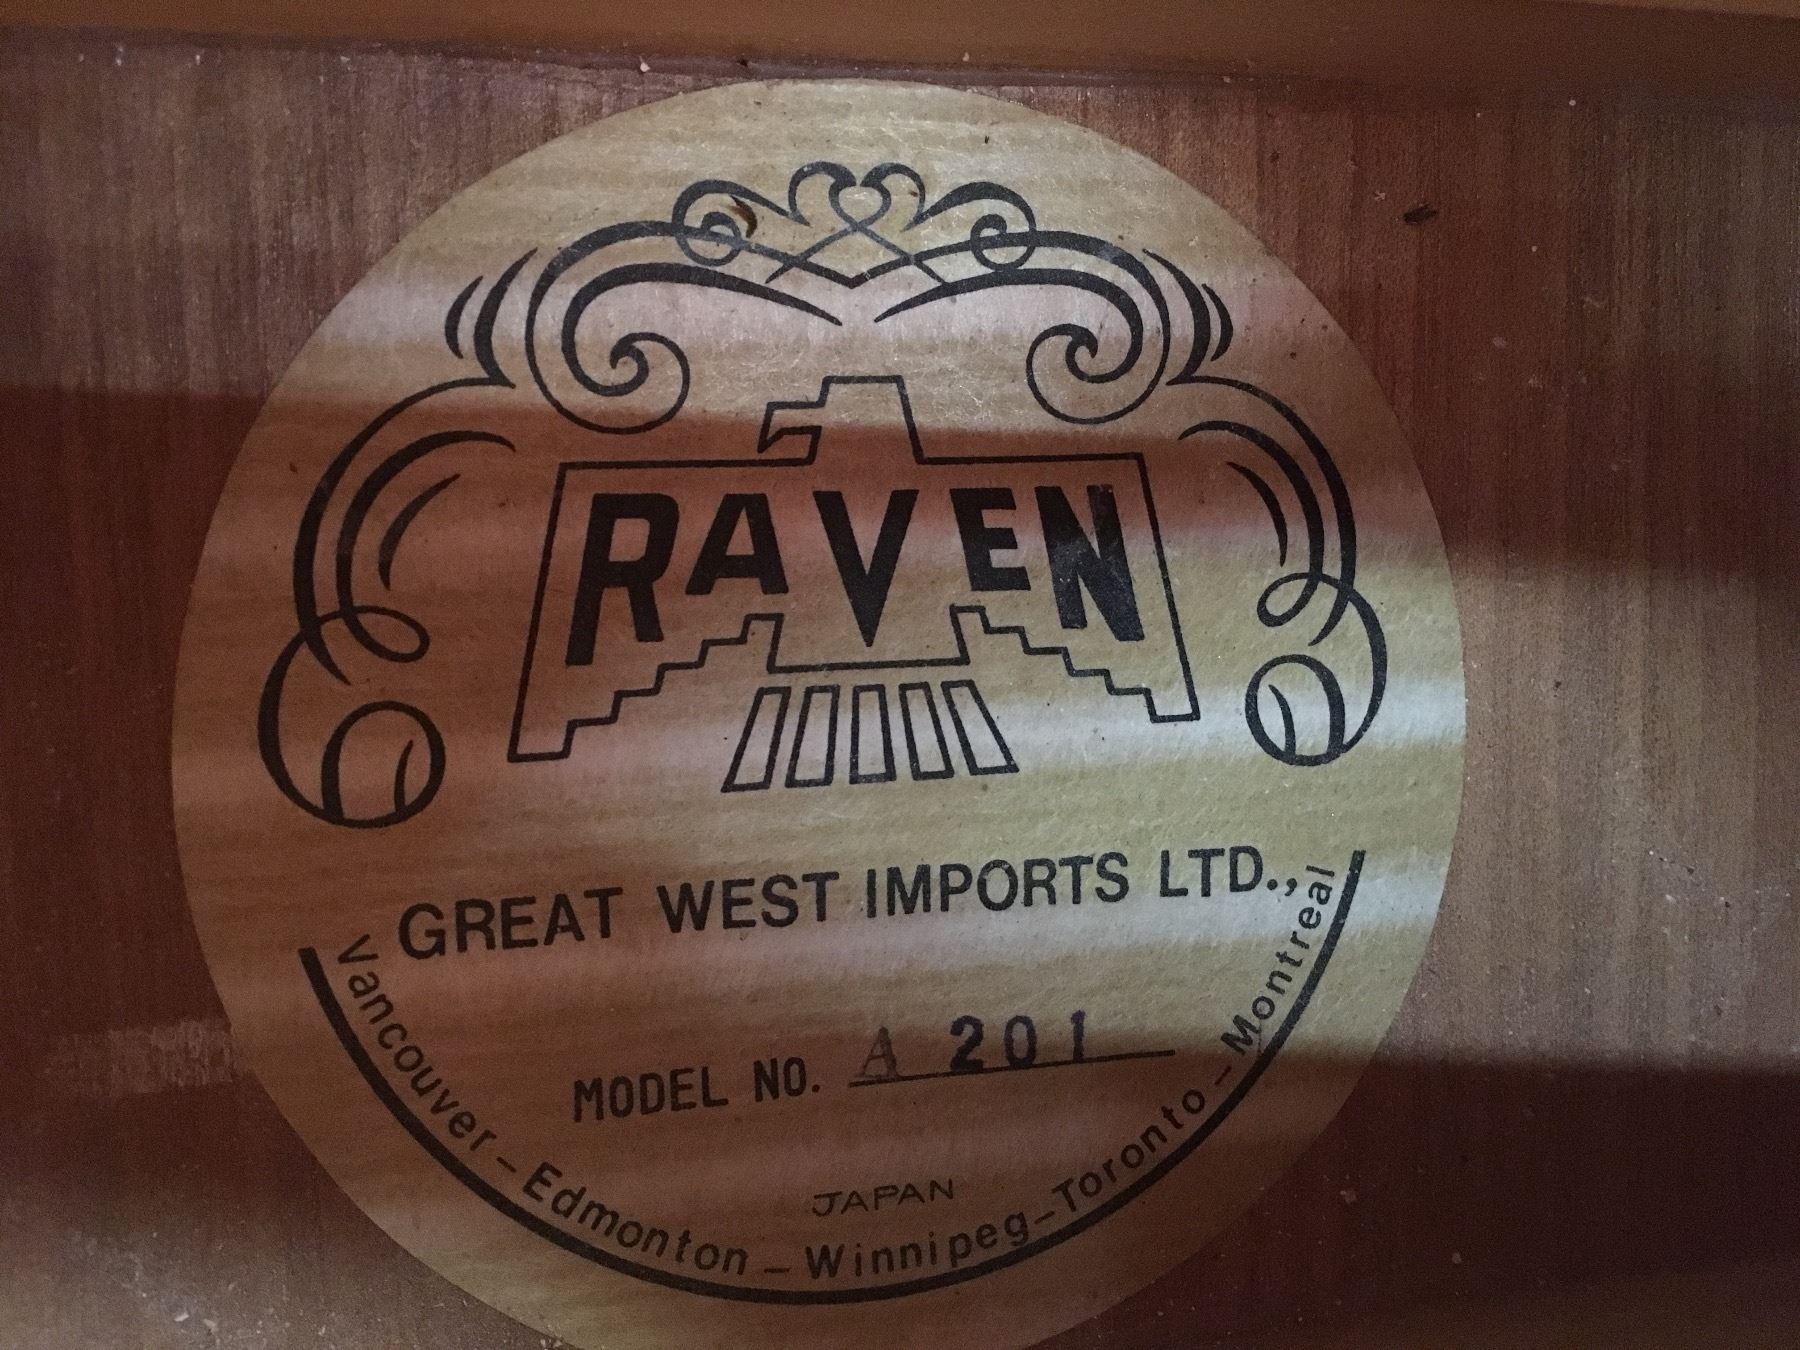 RAVEN
GREAT WEST IMPORTS LTD.,
MODEL NO. A 201
JAPAN
Vancouver – Edmonton – Winnipeg – Toronto – Montreal